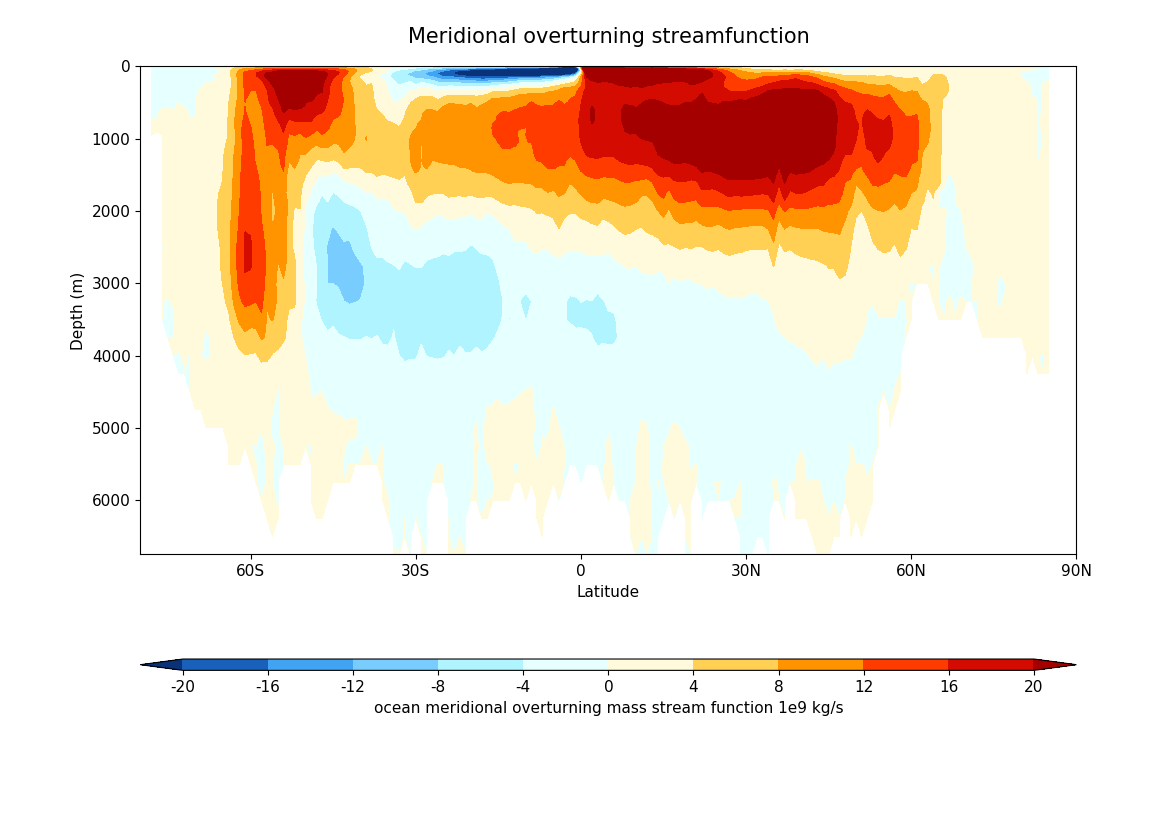 Meridional overturning streamfunction
0
1000
2000
3000
4000
5000
6000
Depth (m)
60S 30S 0 30N 60N 90N
Latitude
-20 -16 -12 -8 -4 0 4 8 12 16 20
ocean meridional overturning mass stream function 1e9 kg/s